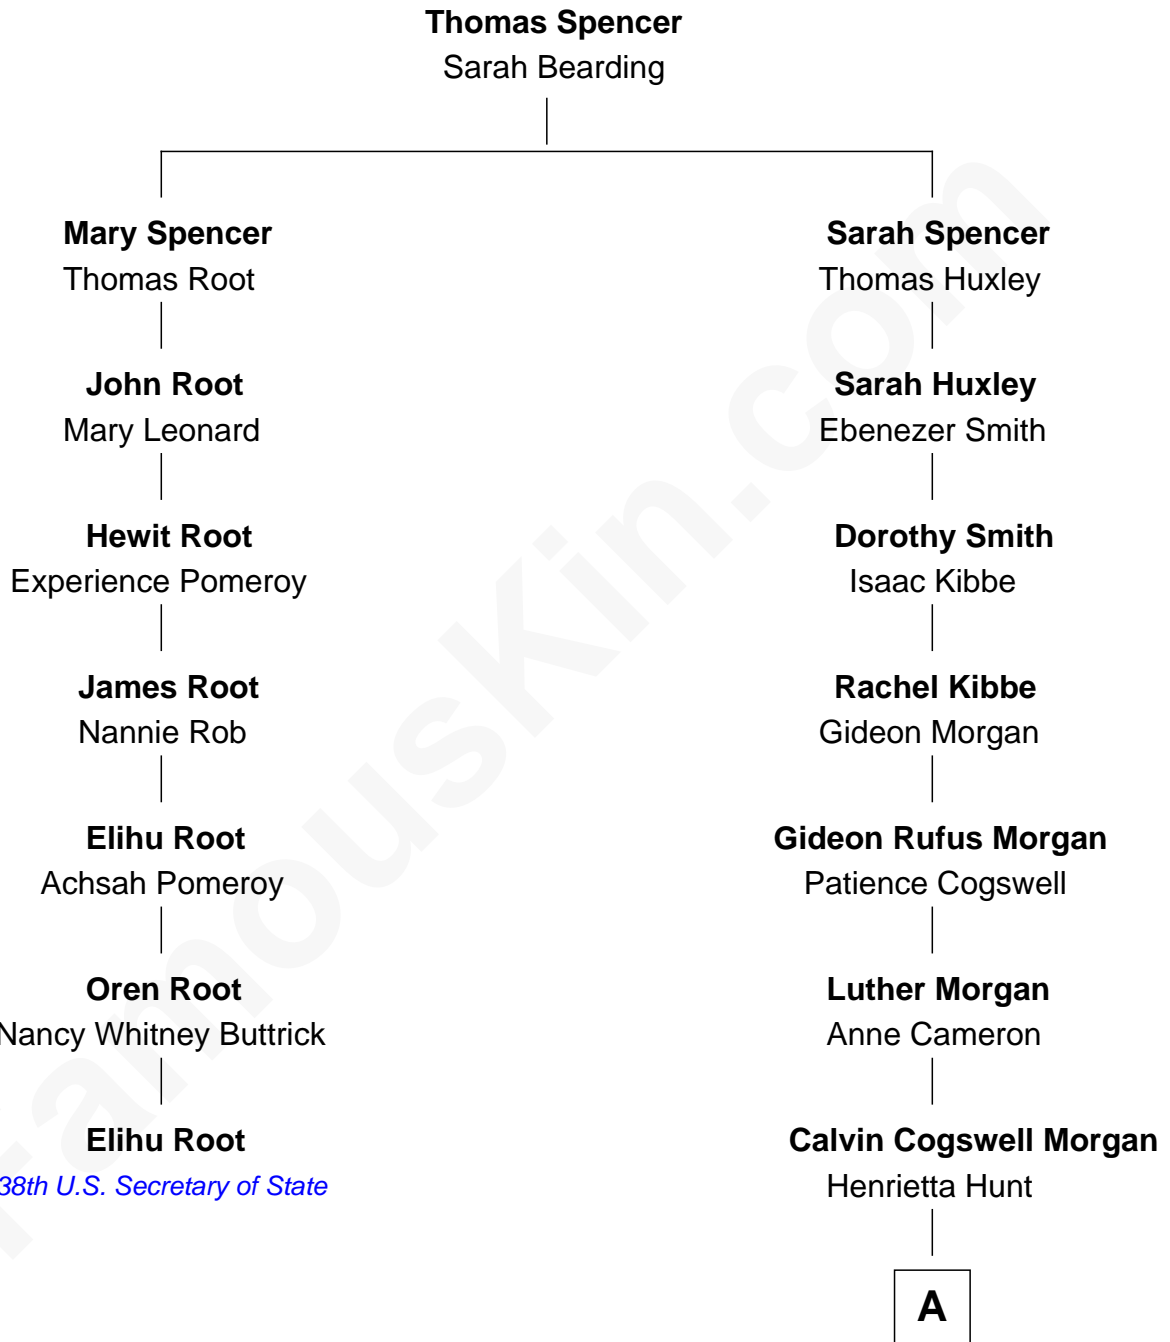 Thomas Spencer
Sarah Bearding
Mary Spencer
Thomas Root
Sarah Spencer
Thomas Huxley
John Root
Mary Leonard
Sarah Huxley
Ebenezer Smith
Hewit Root
Experience Pomeroy
Dorothy Smith
Isaac Kibbe
James Root
Nannie Rob
Rachel Kibbe
Gideon Morgan
Elihu Root
Achsah Pomeroy
Gideon Rufus Morgan
Patience Cogswell
Oren Root
Nancy Whitney Buttrick
Luther Morgan
Anne Cameron
Elihu Root
38th U.S. Secretary of State
Calvin Cogswell Morgan
Henrietta Hunt
A
FamousKin.com